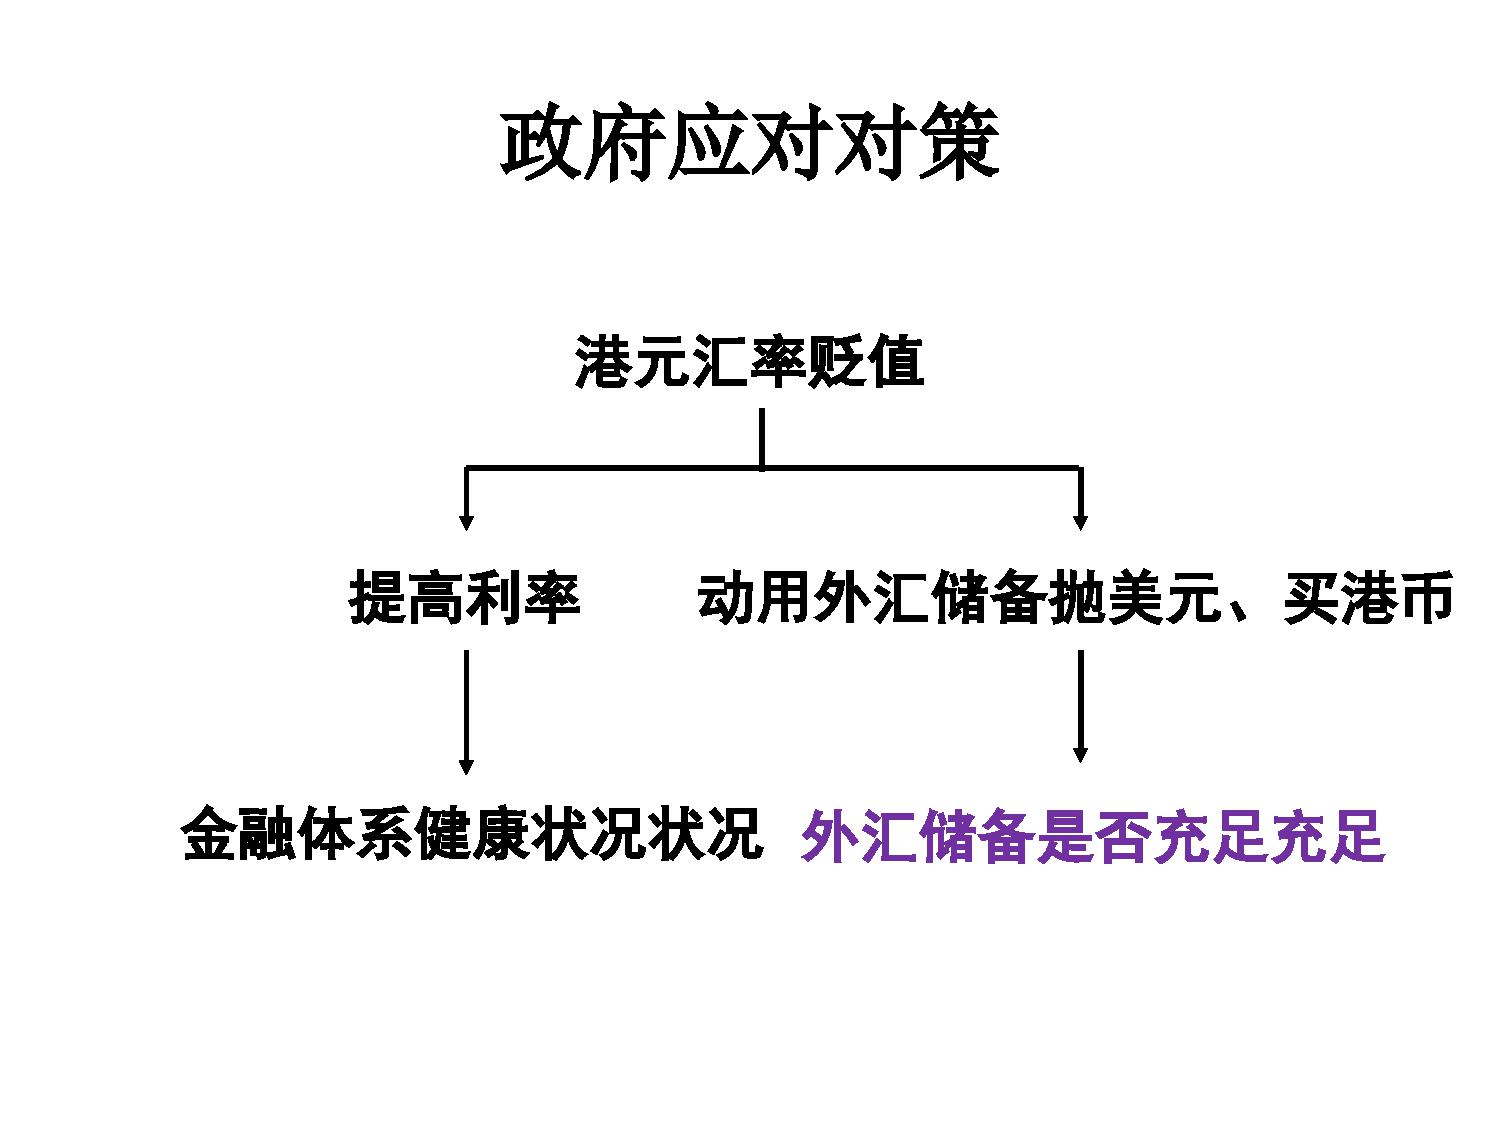 政府应对对策
港元汇率贬值
提高利率
动用外汇储备抛美元、买港币
金融体系健康状况状况
外汇储备是否充足充足